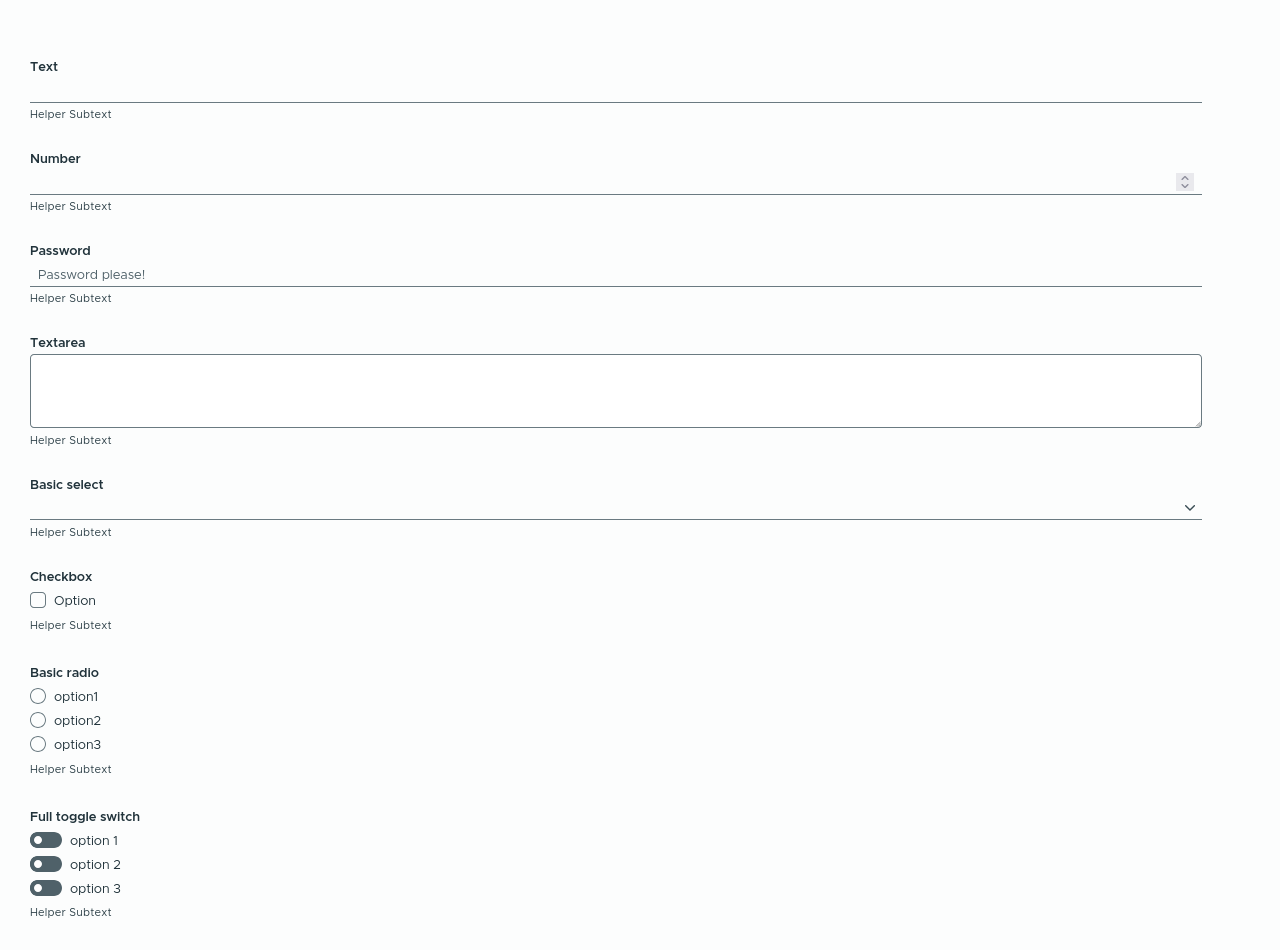 Text
Helper Subtext
Number
Helper Subtext
Password
Password please!
Helper Subtext
Textarea
Helper Subtext
Basic select
Helper Subtext
Checkbox
Option
Helper Subtext
Basic radio
option1
option2
option3
Helper Subtext
Full toggle switch
option 1
option 2
option 3
Helper Subtext